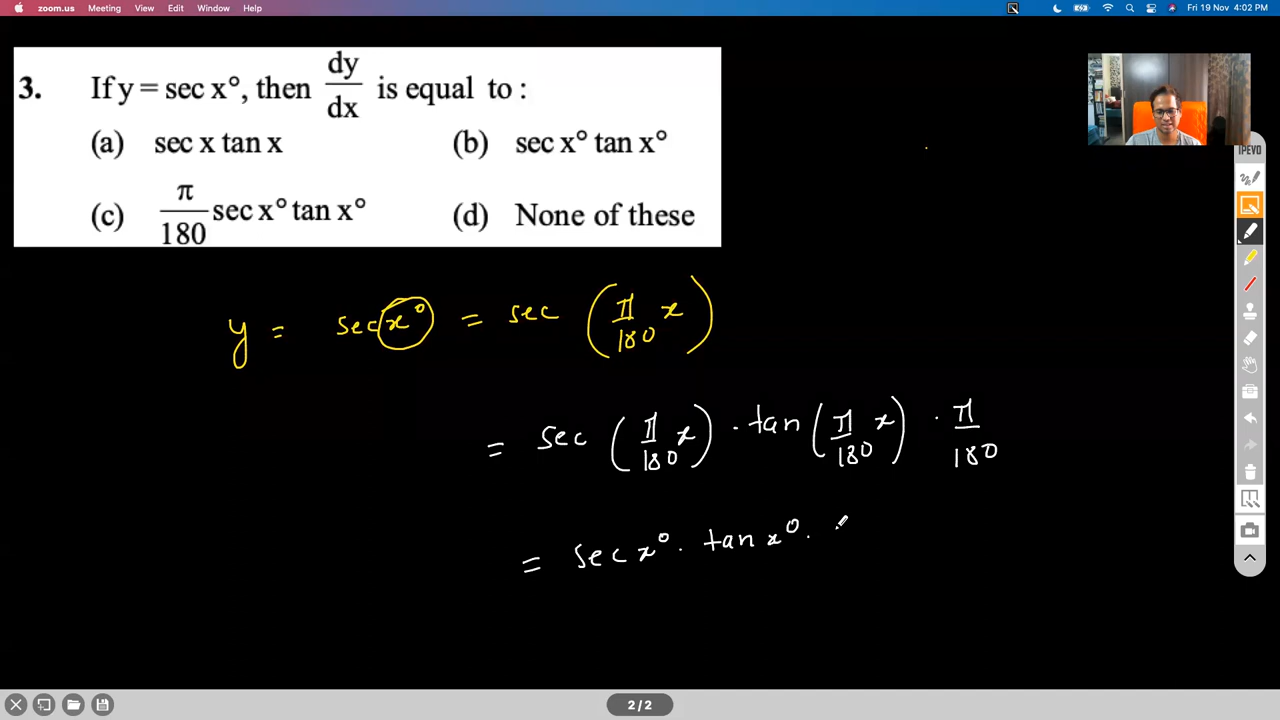 zoom.us Meeting View Edit Window Help Fri 19 Nov 4:02 PM
3. If y = sec x°, then dy/dx is equal to :
(a) sec x tan x (b) sec x° tan x°
(c) π/180 sec x° tan x° (d) None of these
y = sec x° = sec (π/180 x)
= sec (π/180 x) · tan (π/180 x) · π/180
= sec x° · tan x° ·
IPEVO
2/2